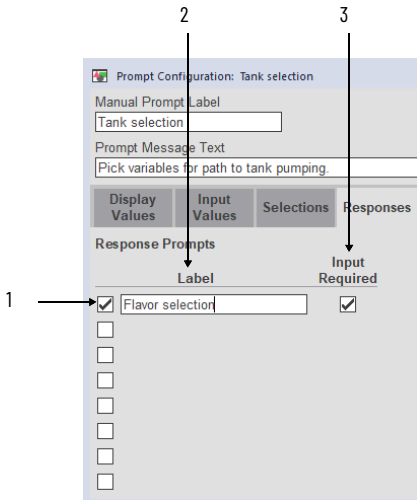 2 3
Prompt Configuration: Tank selection
Manual Prompt Label
Tank selection
Prompt Message Text
Pick variables for path to tank pumping.
Display Values Input Values Selections Responses
Response Prompts
Label Input Required
1 Flavor selection